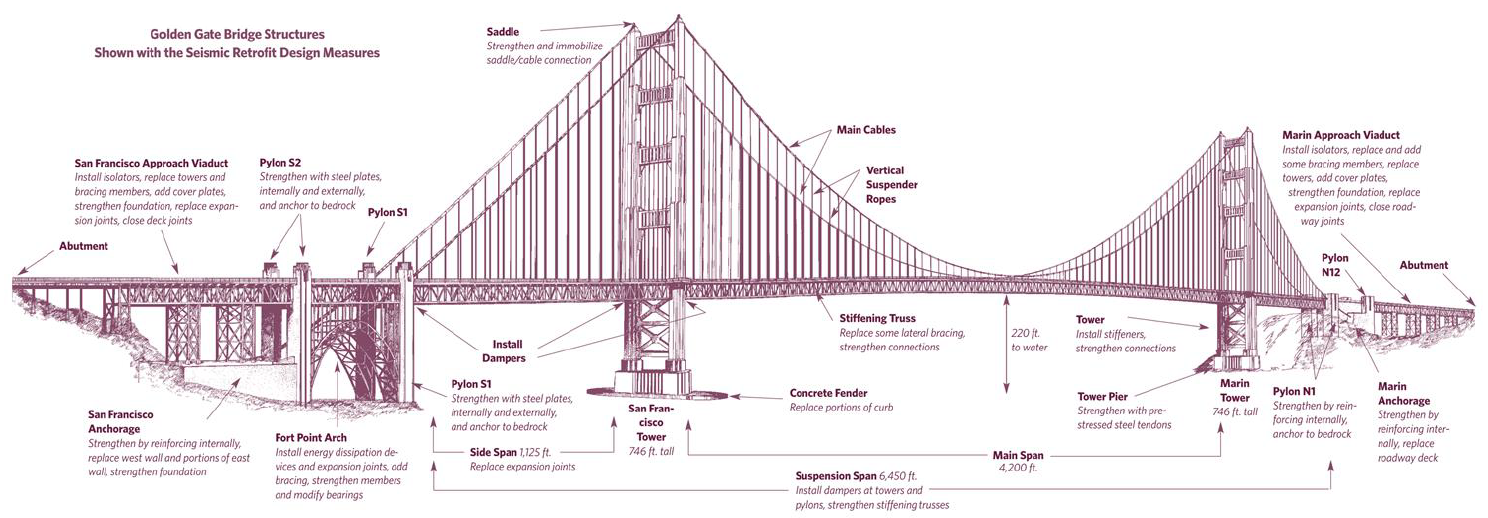 Golden Gate Bridge Structures
Shown with the Seismic Retrofit Design Measures
Saddle
Strengthen and immobilize
saddle/cable connection
Main Cables
Vertical
Suspender
Ropes
San Francisco Approach Viaduct
Install isolators, replace towers and
bracing members, add cover plates,
strengthen foundation, replace expan-
sion joints, close deck joints
Pylon S2
Strengthen with steel plates,
internally and externally,
and anchor to bedrock
Pylon S1
Abutment
Marin Approach Viaduct
Install isolators, replace and add
some bracing members, replace
towers, add cover plates,
strengthen foundation, replace
expansion joints, close road-
way joints
Pylon
N12
Abutment
Install
Dampers
Stiffening Truss
Replace some lateral bracing,
strengthen connections
220 ft.
to water
Tower
Install stiffeners,
strengthen connections
Pylon S1
Strengthen with steel plates,
internally and externally,
and anchor to bedrock
Concrete Fender
Replace portions of curb
Tower Pier
Strengthen with pre-
stressed steel tendons
Marin
Tower
746 ft. tall
Pylon N1
Strengthen by rein-
forcing internally,
anchor to bedrock
Marin
Anchorage
Strengthen by
reinforcing inter-
nally, replace
roadway deck
San Francisco
Anchorage
Strengthen by reinforcing internally,
replace west wall and portions of east
wall, strengthen foundation
Fort Point Arch
Install energy dissipation de-
vices and expansion joints, add
bracing, strengthen members
and modify bearings
San Fran-
cisco
Tower
746 ft. tall
Side Span 1,125 ft.
Replace expansion joints
Main Span
4,200 ft.
Suspension Span 6,450 ft.
Install dampers at towers and
pylons, strengthen stiffening trusses